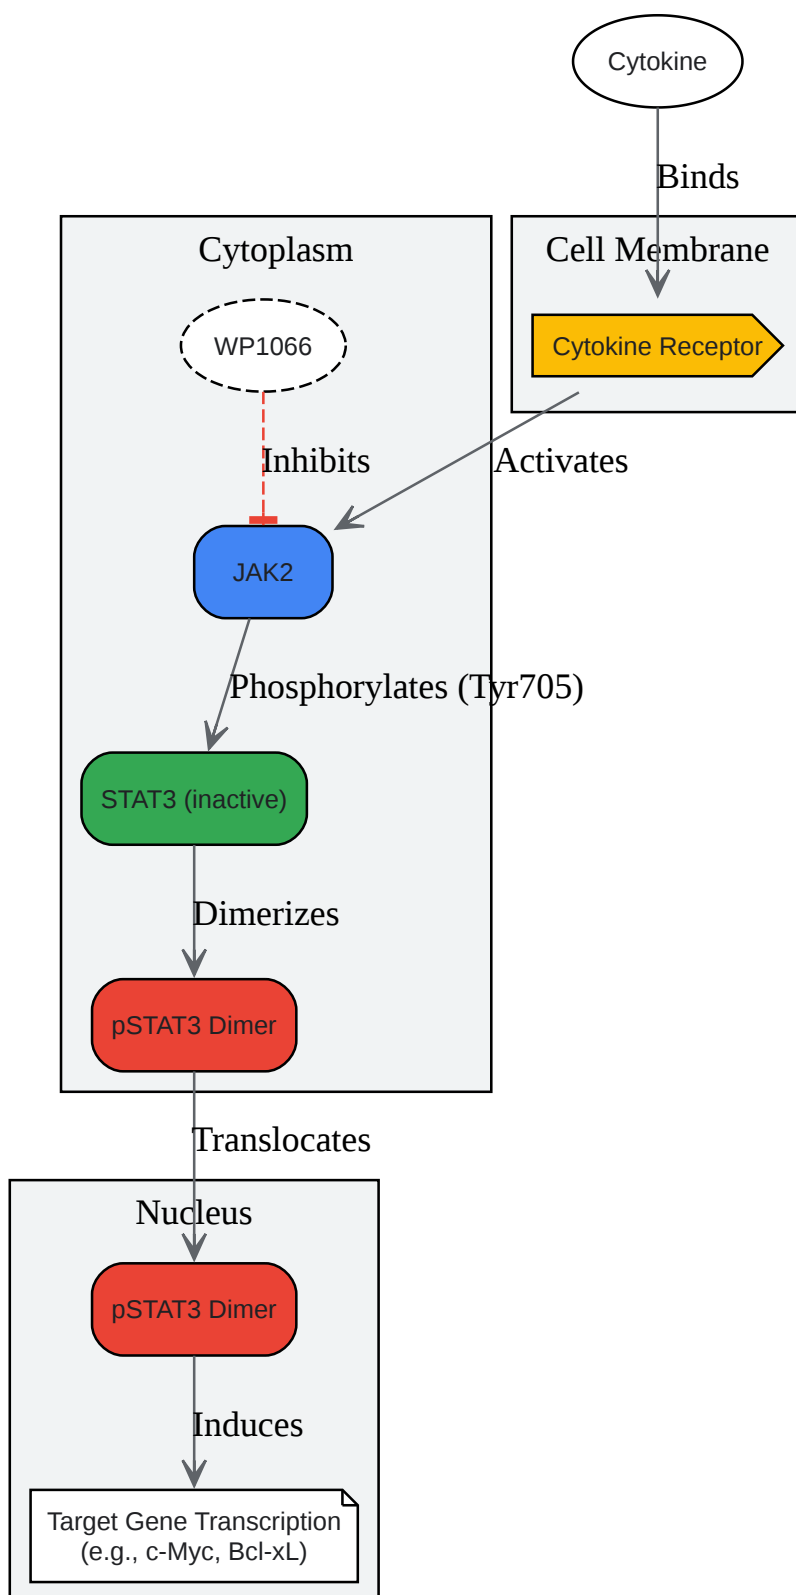 Cytokine
Binds
Cytoplasm
Cell Membrane
WP1066
Cytokine Receptor
Inhibits
Activates
JAK2
Phosphorylates (Tyr705)
STAT3 (inactive)
Dimerizes
pSTAT3 Dimer
Translocates
Nucleus
pSTAT3 Dimer
Induces
Target Gene Transcription
(e.g., c-Myc, Bcl-xL)